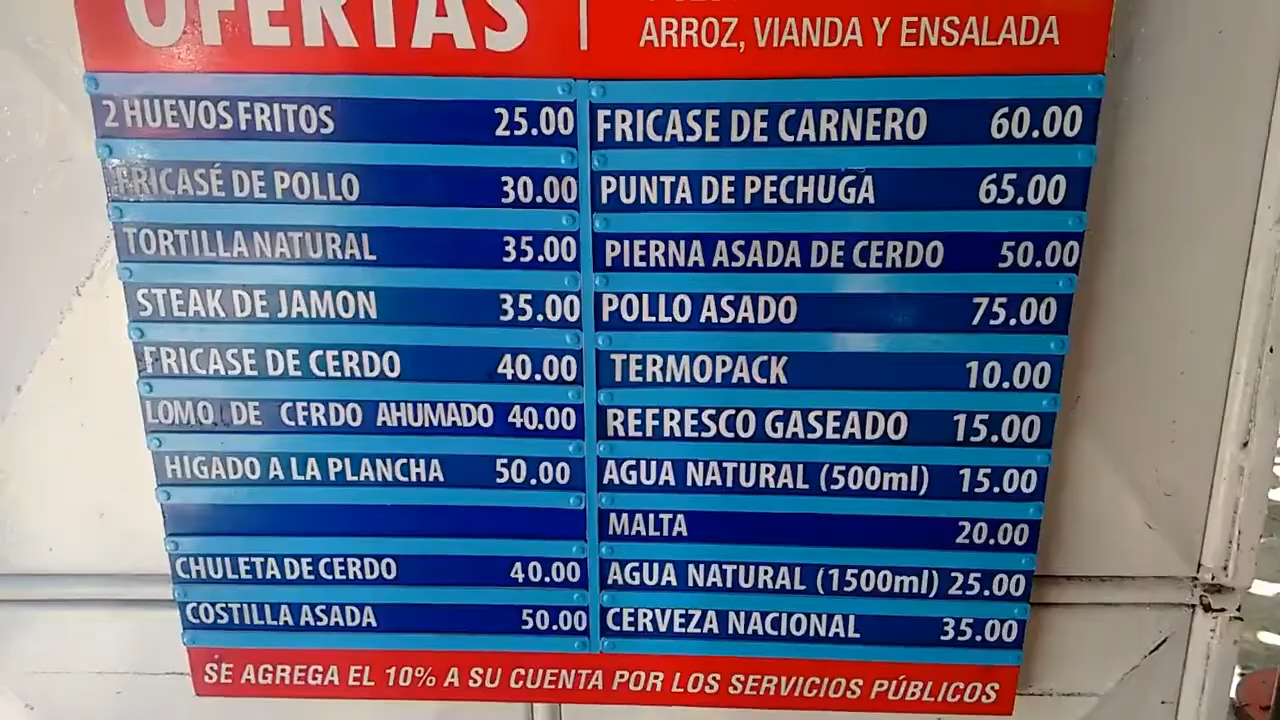 OFERTAS
ARROZ, VIANDA Y ENSALADA
2 HUEVOS FRITOS 25.00
FRICASÉ DE POLLO 30.00
TORTILLA NATURAL 35.00
STEAK DE JAMON 35.00
FRICASE DE CERDO 40.00
LOMO DE CERDO AHUMADO 40.00
HIGADO A LA PLANCHA 50.00
CHULETA DE CERDO 40.00
COSTILLA ASADA 50.00
FRICASE DE CARNERO 60.00
PUNTA DE PECHUGA 65.00
PIERNA ASADA DE CERDO 50.00
POLLO ASADO 75.00
TERMOPACK 10.00
REFRESCO GASEADO 15.00
AGUA NATURAL (500ml) 15.00
MALTA 20.00
AGUA NATURAL (1500ml) 25.00
CERVEZA NACIONAL 35.00
SE AGREGA EL 10% A SU CUENTA POR LOS SERVICIOS PÚBLICOS